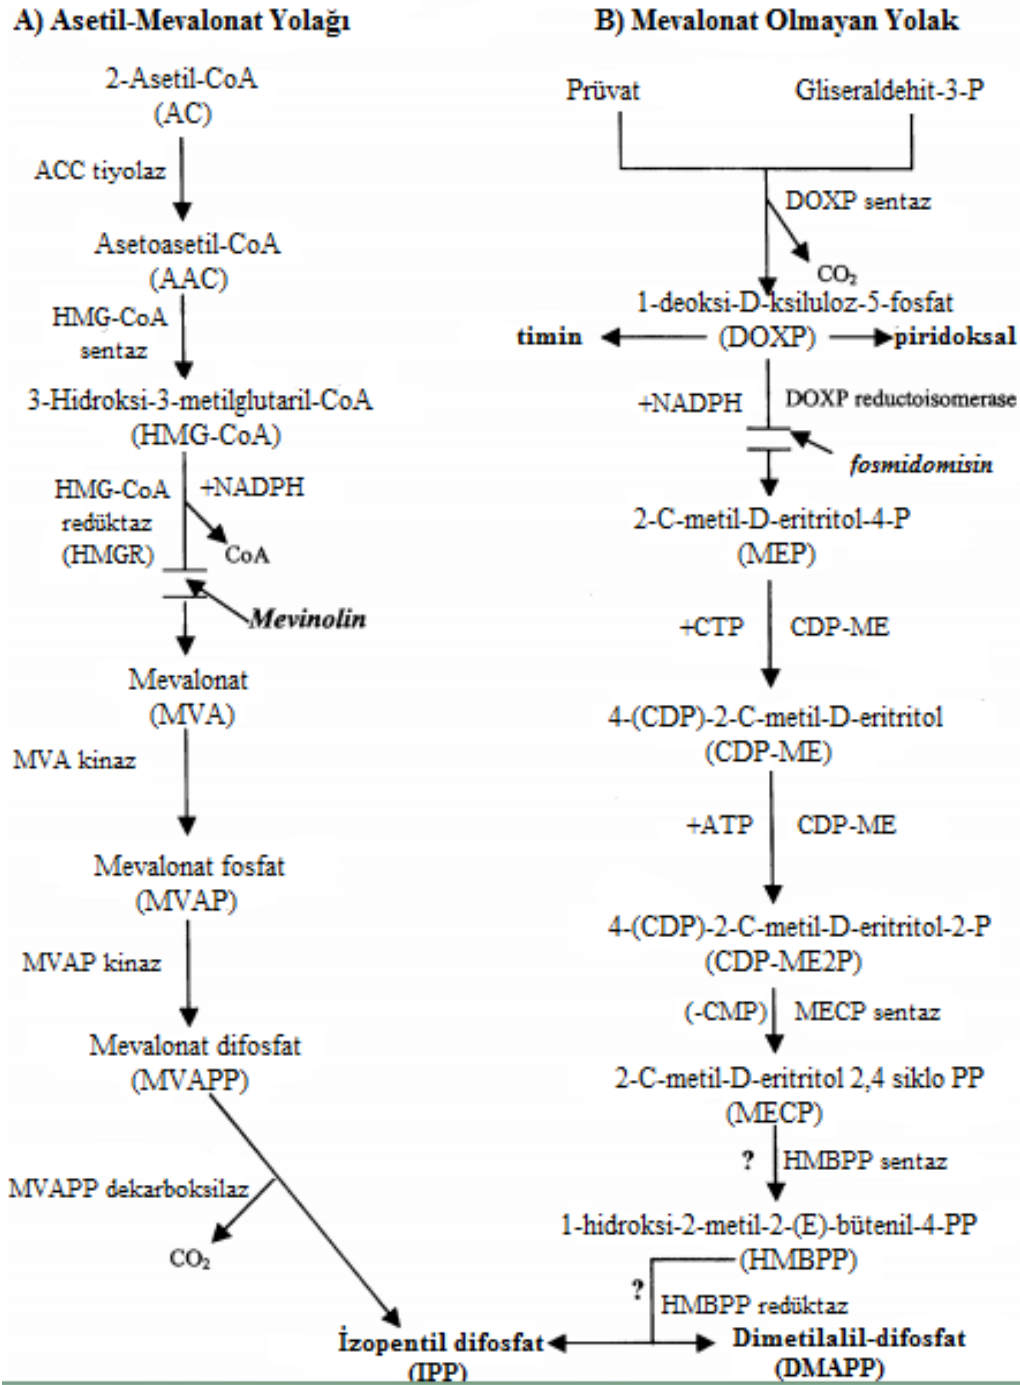 A) Asetil-Mevalonat Yolağı
2-Asetil-CoA
(AC)
ACC tiyolaz
Asetoasetil-CoA
(AAC)
HMG-CoA
sentaz
3-Hidroksi-3-metilglutaril-CoA
(HMG-CoA)
HMG-CoA
redüktaz
(HMGR)
+NADPH
CoA
Mevinolin
Mevalonat
(MVA)
MVA kinaz
Mevalonat fosfat
(MVAP)
MVAP kinaz
Mevalonat difosfat
(MVAPP)
MVAPP dekarboksilaz
CO₂
İzopentil difosfat
(IPP)
B) Mevalonat Olmayan Yolak
Prüvat
Gliseraldehit-3-P
DOXP sentaz
CO₂
1-deoksi-D-ksiluloz-5-fosfat
timin
(DOXP)
piridoksal
+NADPH
DOXP reductoisomerase
fosmidomisin
2-C-metil-D-eritritol-4-P
(MEP)
+CTP
CDP-ME
4-(CDP)-2-C-metil-D-eritritol
(CDP-ME)
+ATP
CDP-ME
4-(CDP)-2-C-metil-D-eritritol-2-P
(CDP-ME2P)
(-CMP)
MECP sentaz
2-C-metil-D-eritritol 2,4 siklo PP
(MECP)
?
HMBPP sentaz
1-hidroksi-2-metil-2-(E)-bütenil-4-PP
(HMBPP)
?
HMBPP redüktaz
Dimetilalil-difosfat
(DMAPP)